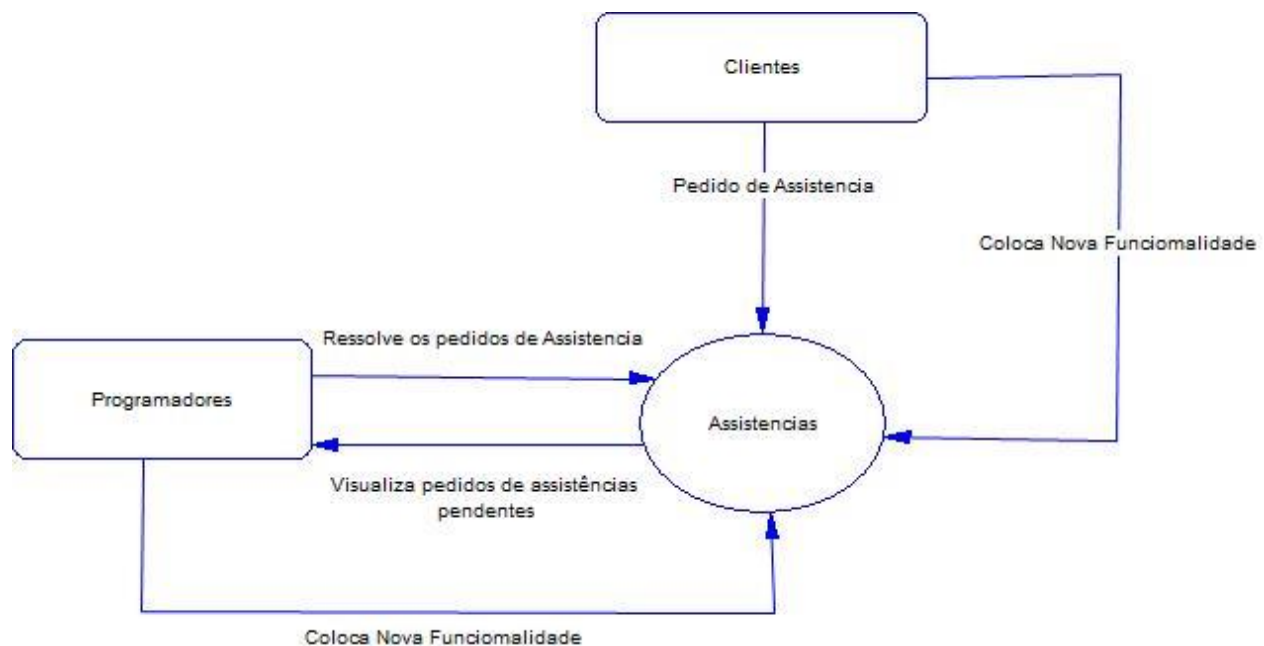 Clientes
Pedido de Assistencia
Coloca Nova Funciomalidade
Ressolve os pedidos de Assistencia
Programadores
Assistencias
Visualiza pedidos de assistências
pendentes
Coloca Nova Funciomalidade